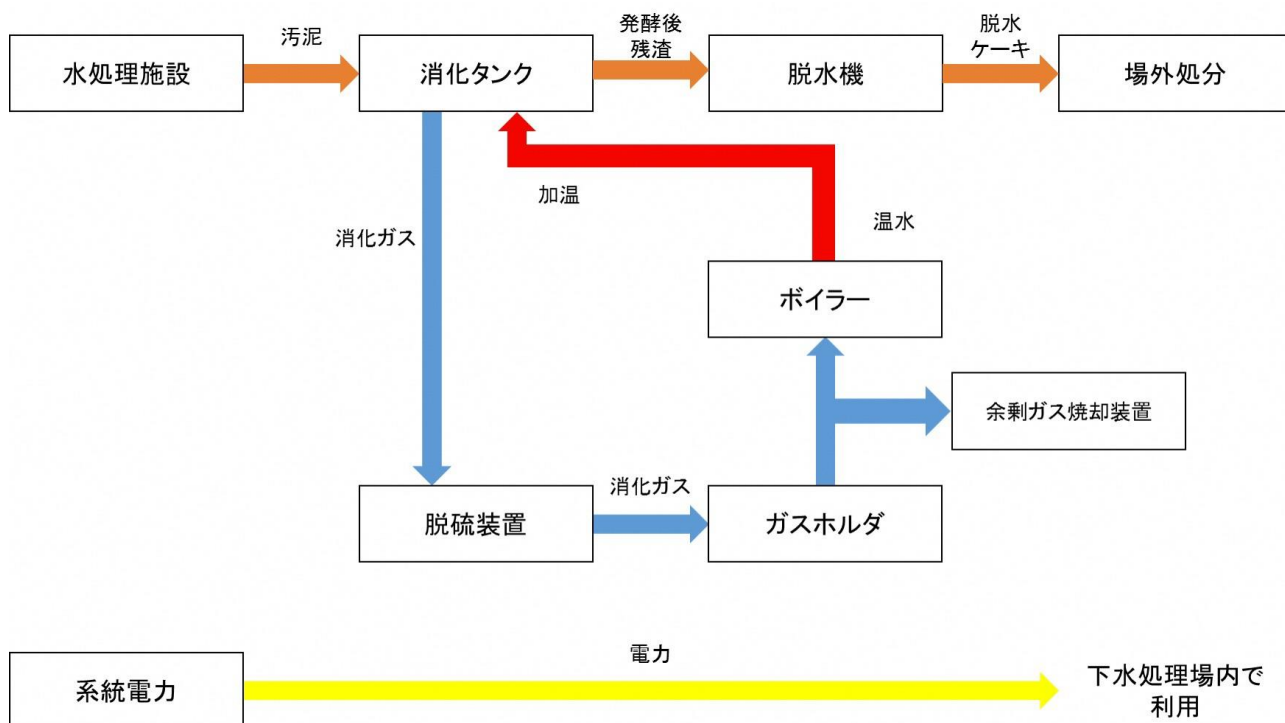 汚泥
発酵後
残渣
脱水
ケーキ
水処理施設
消化タンク
脱水機
場外処分
加温
温水
消化ガス
ボイラー
余剰ガス焼却装置
消化ガス
脱硫装置
ガスホルダ
電力
系統電力
下水処理場内で
利用